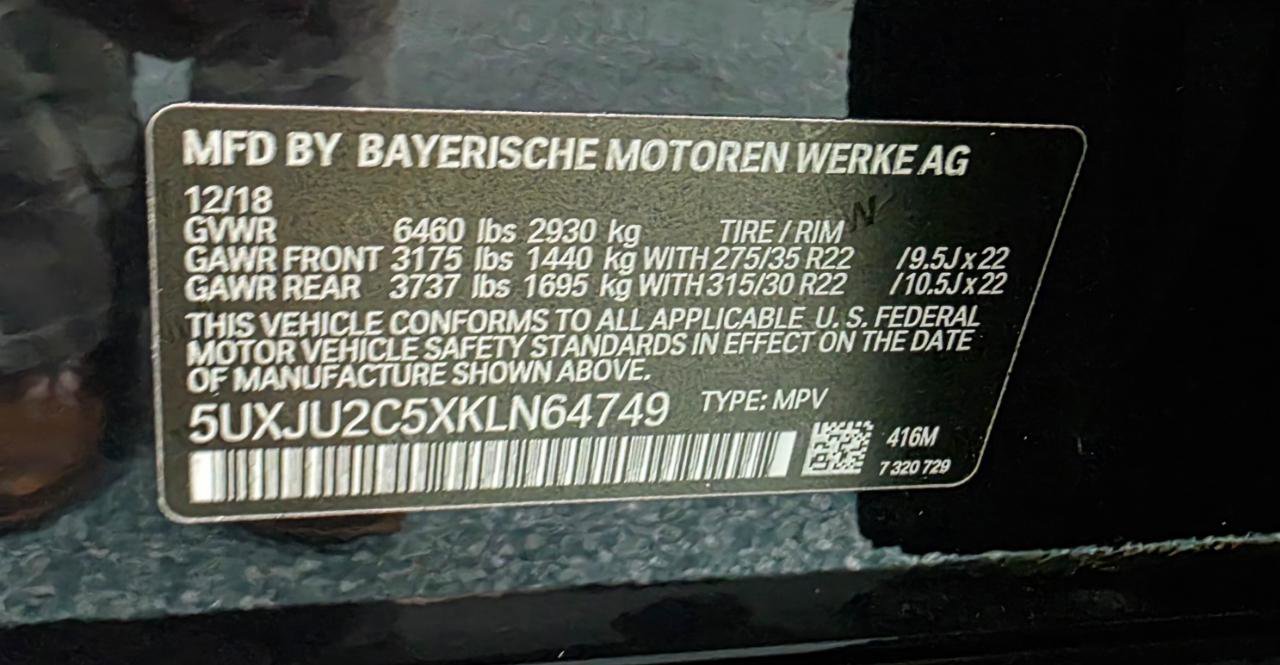 MFD BY BAYERISCHE MOTOREN WERKE AG
12/18
GVWR 6460 lbs 2930 kg TIRE / RIM
GAWR FRONT 3175 lbs 1440 kg WITH 275/35 R22 /9.5J x 22
GAWR REAR 3737 lbs 1695 kg WITH 315/30 R22 /10.5J x 22
THIS VEHICLE CONFORMS TO ALL APPLICABLE U. S. FEDERAL
MOTOR VEHICLE SAFETY STANDARDS IN EFFECT ON THE DATE
OF MANUFACTURE SHOWN ABOVE.
5UXJU2C5XKLN64749 TYPE: MPV
416M
7 320 729